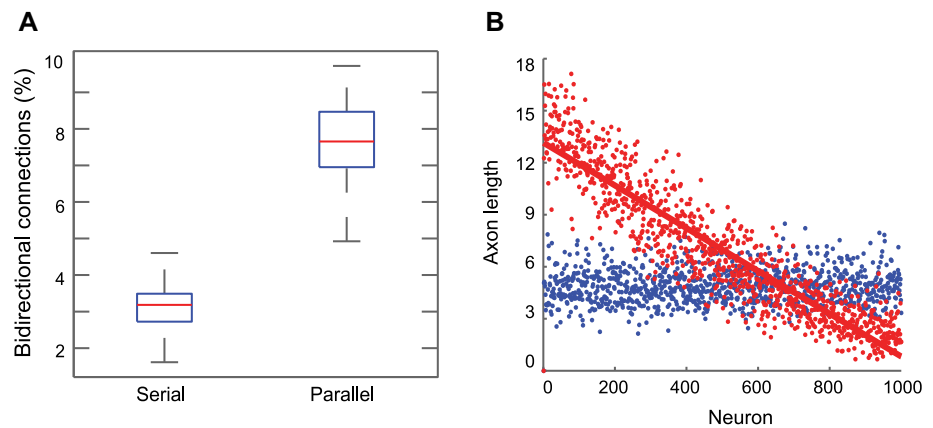 A
Bidirectional connections (%)
10
8
6
4
2
Serial
Parallel
B
Axon length
18
15
12
9
6
3
0
0
200
400
600
800
1000
Neuron